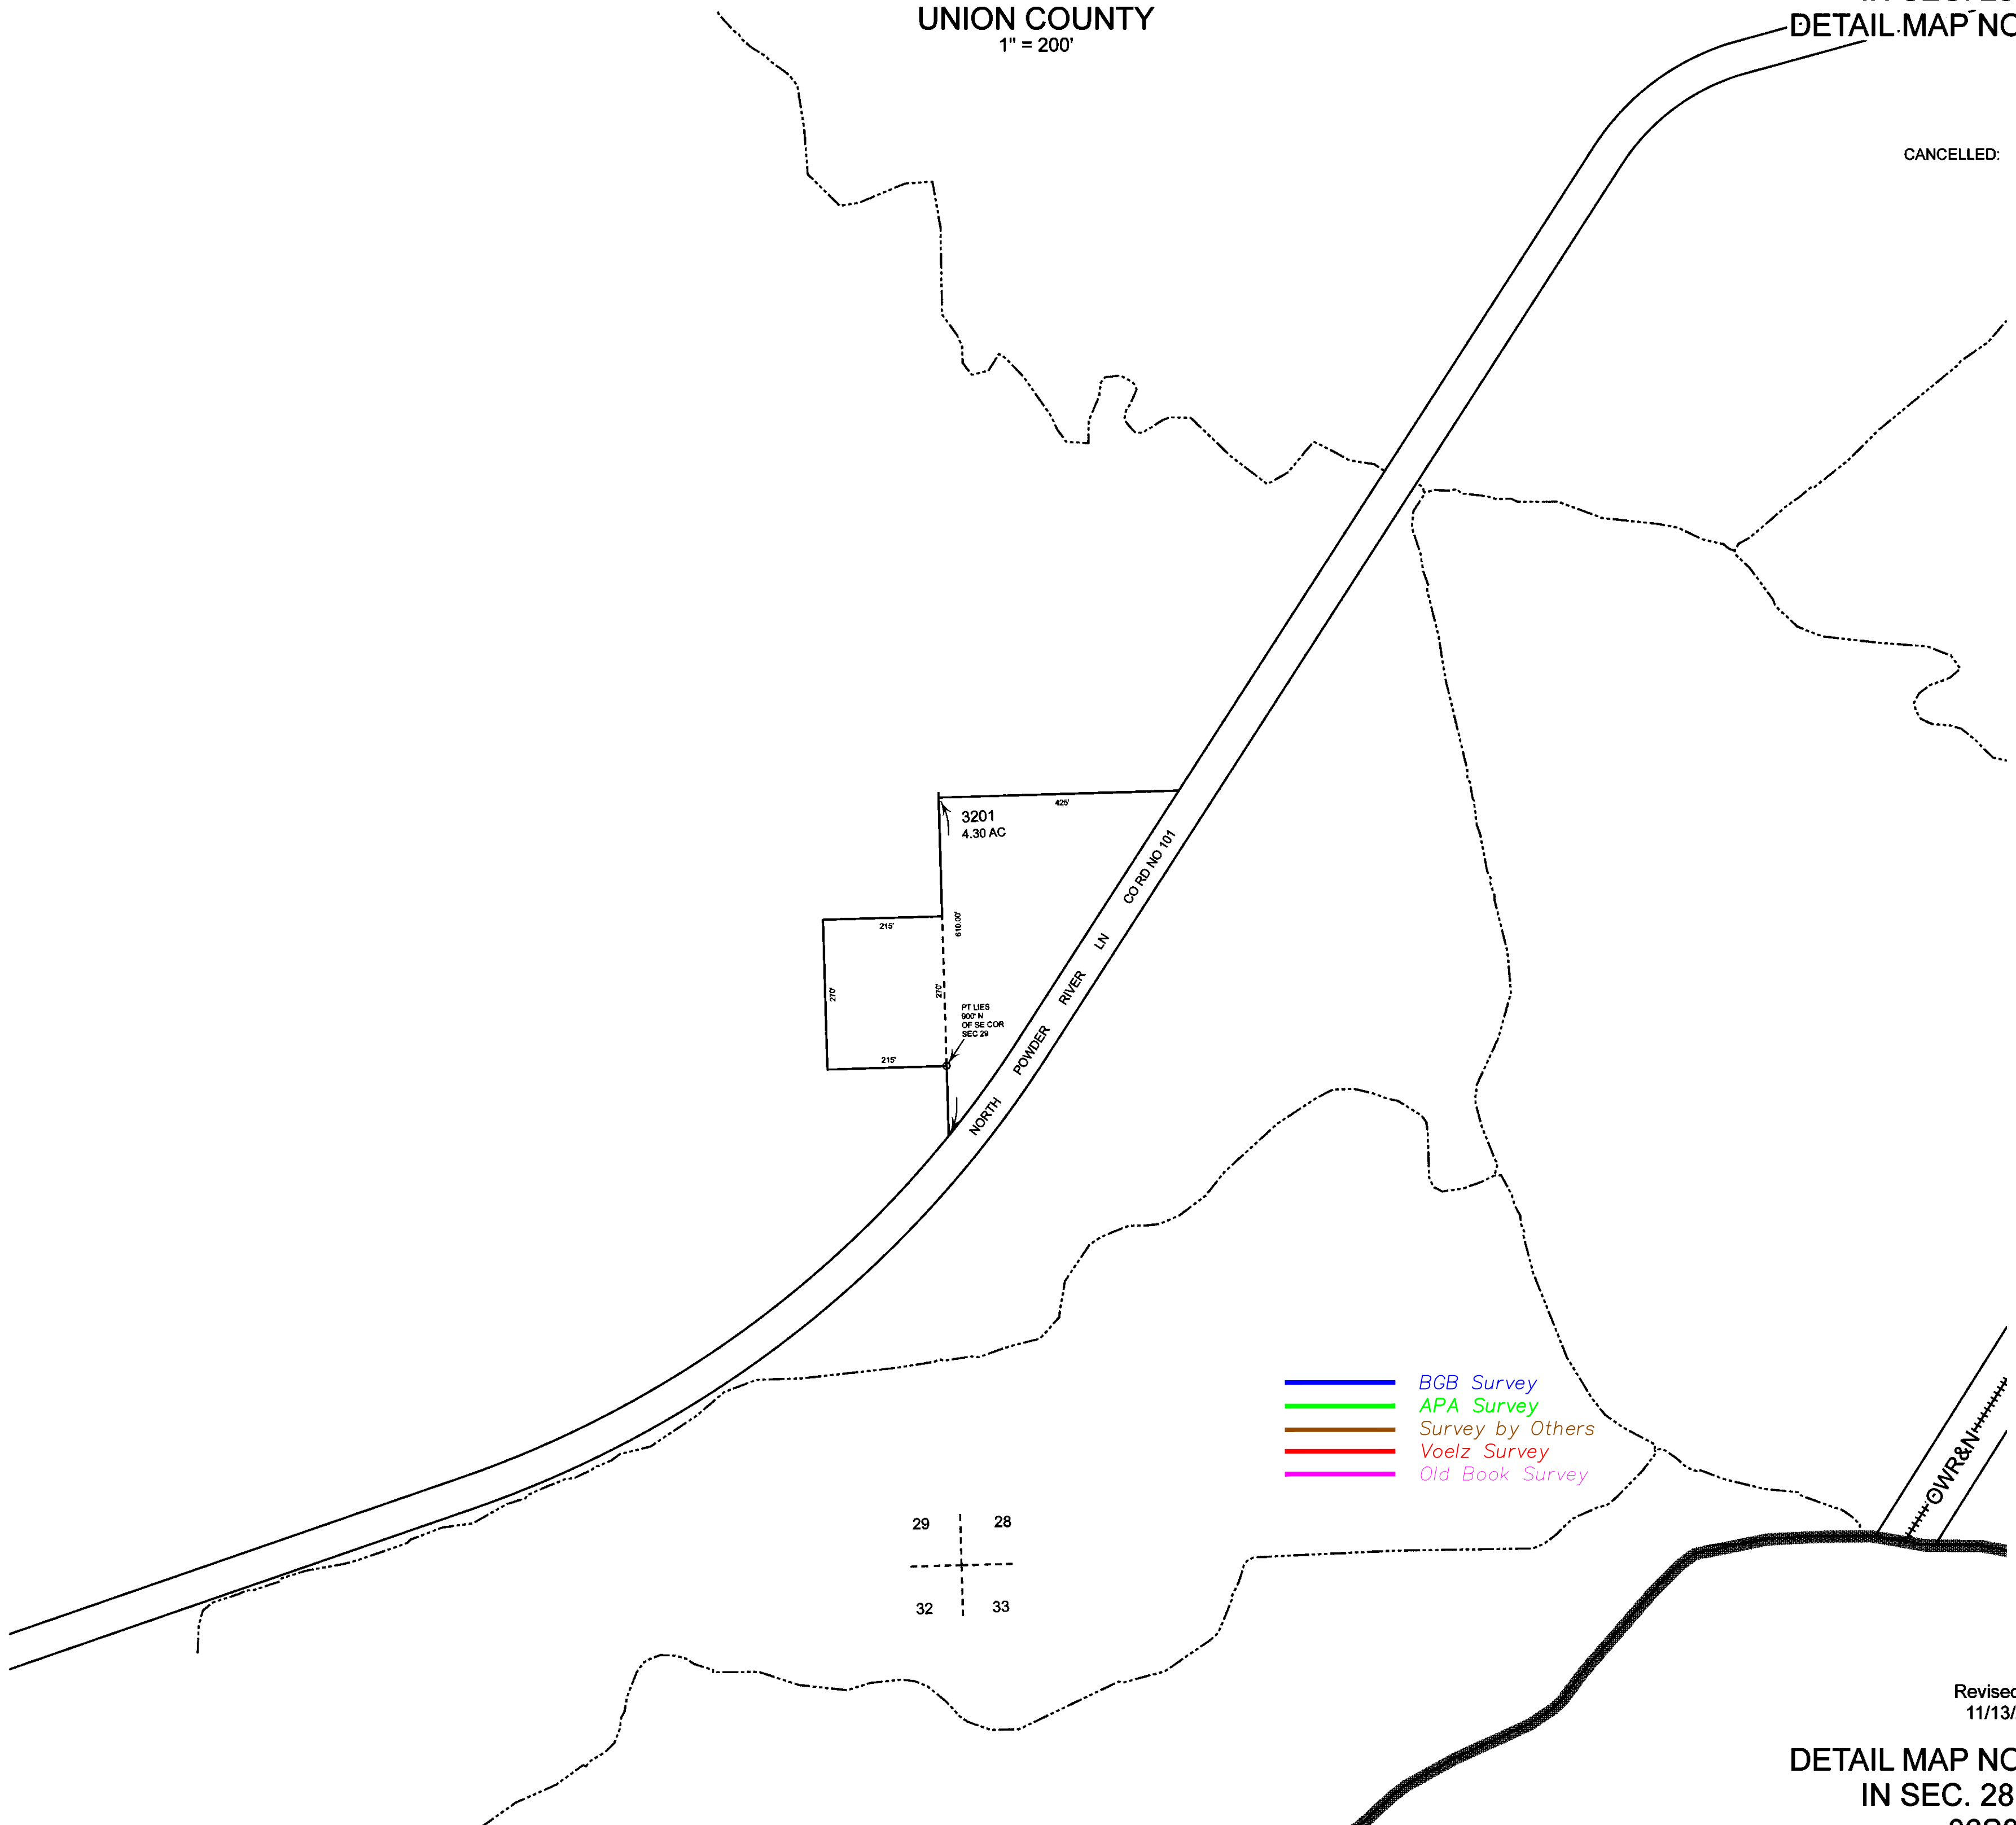 UNION COUNTY
1" = 200'
DETAIL MAP NO
CANCELLED:
425'
3201
4.30 AC
CO RD NO 101
215'
610.00'
LN
270'
270'
RIVER
PT LIES
900' N
OF SE COR
SEC 29
POWDER
215'
NORTH
BGB Survey
APA Survey
Survey by Others
Voelz Survey
Old Book Survey
OWR&N
29 28
32 33
Revised
11/13/
DETAIL MAP NO
IN SEC. 28